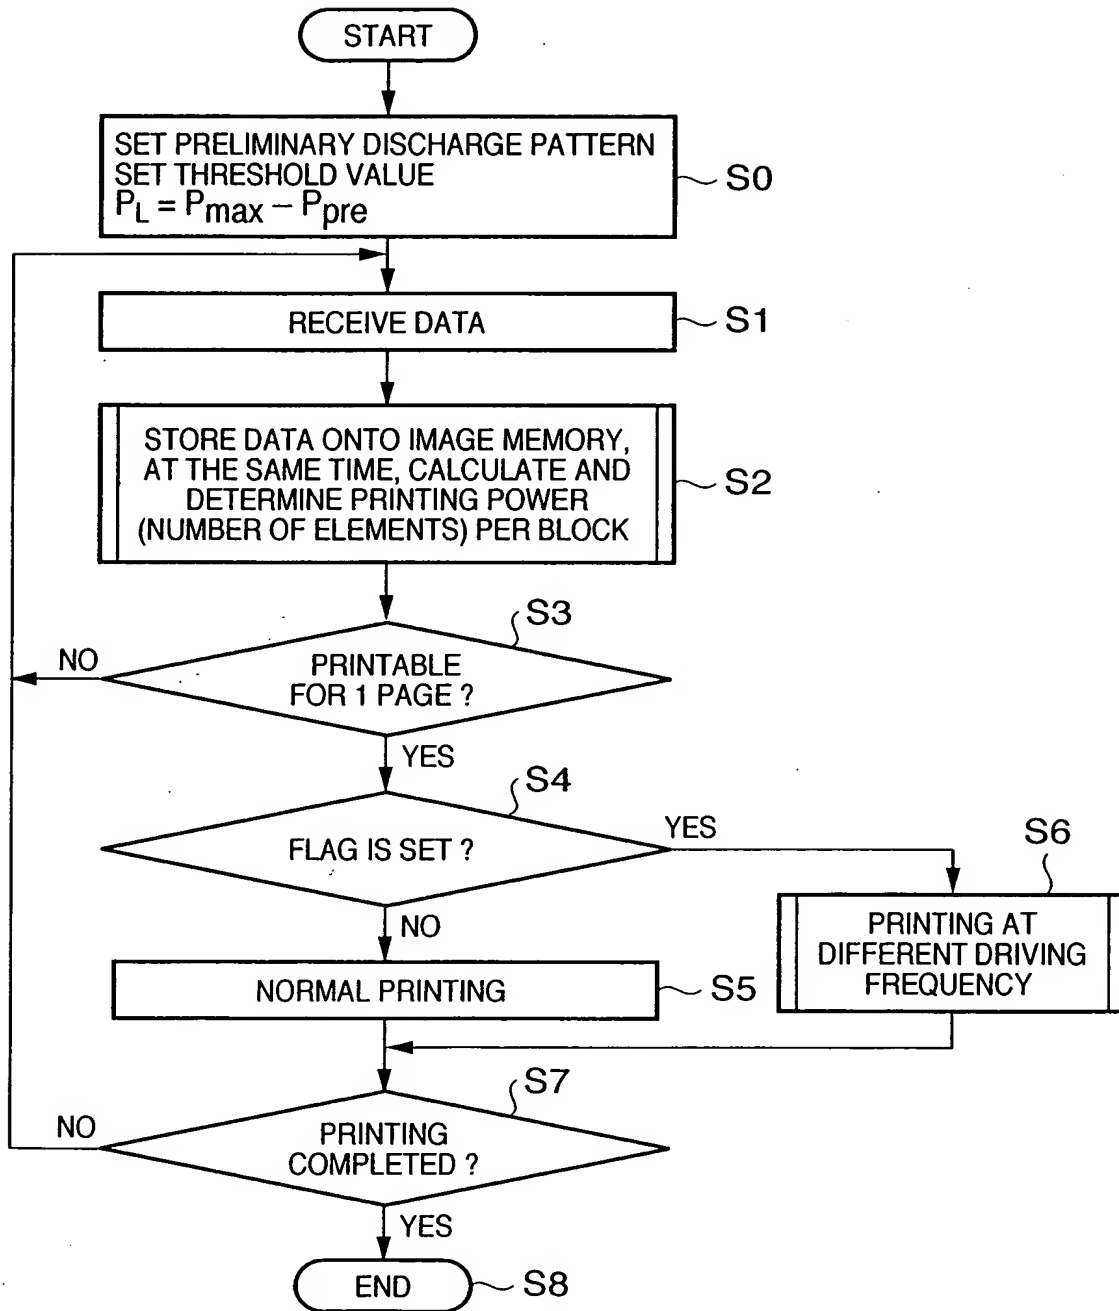 START
SET PRELIMINARY DISCHARGE PATTERN
SET THRESHOLD VALUE
PL = Pmax – Ppre
S0
RECEIVE DATA
S1
STORE DATA ONTO IMAGE MEMORY,
AT THE SAME TIME, CALCULATE AND
DETERMINE PRINTING POWER
(NUMBER OF ELEMENTS) PER BLOCK
S2
S3
NO
PRINTABLE
FOR 1 PAGE ?
YES
S4
FLAG IS SET ?
YES
S6
NO
PRINTING AT
DIFFERENT DRIVING
FREQUENCY
NORMAL PRINTING
S5
S7
NO
PRINTING
COMPLETED ?
YES
END
S8